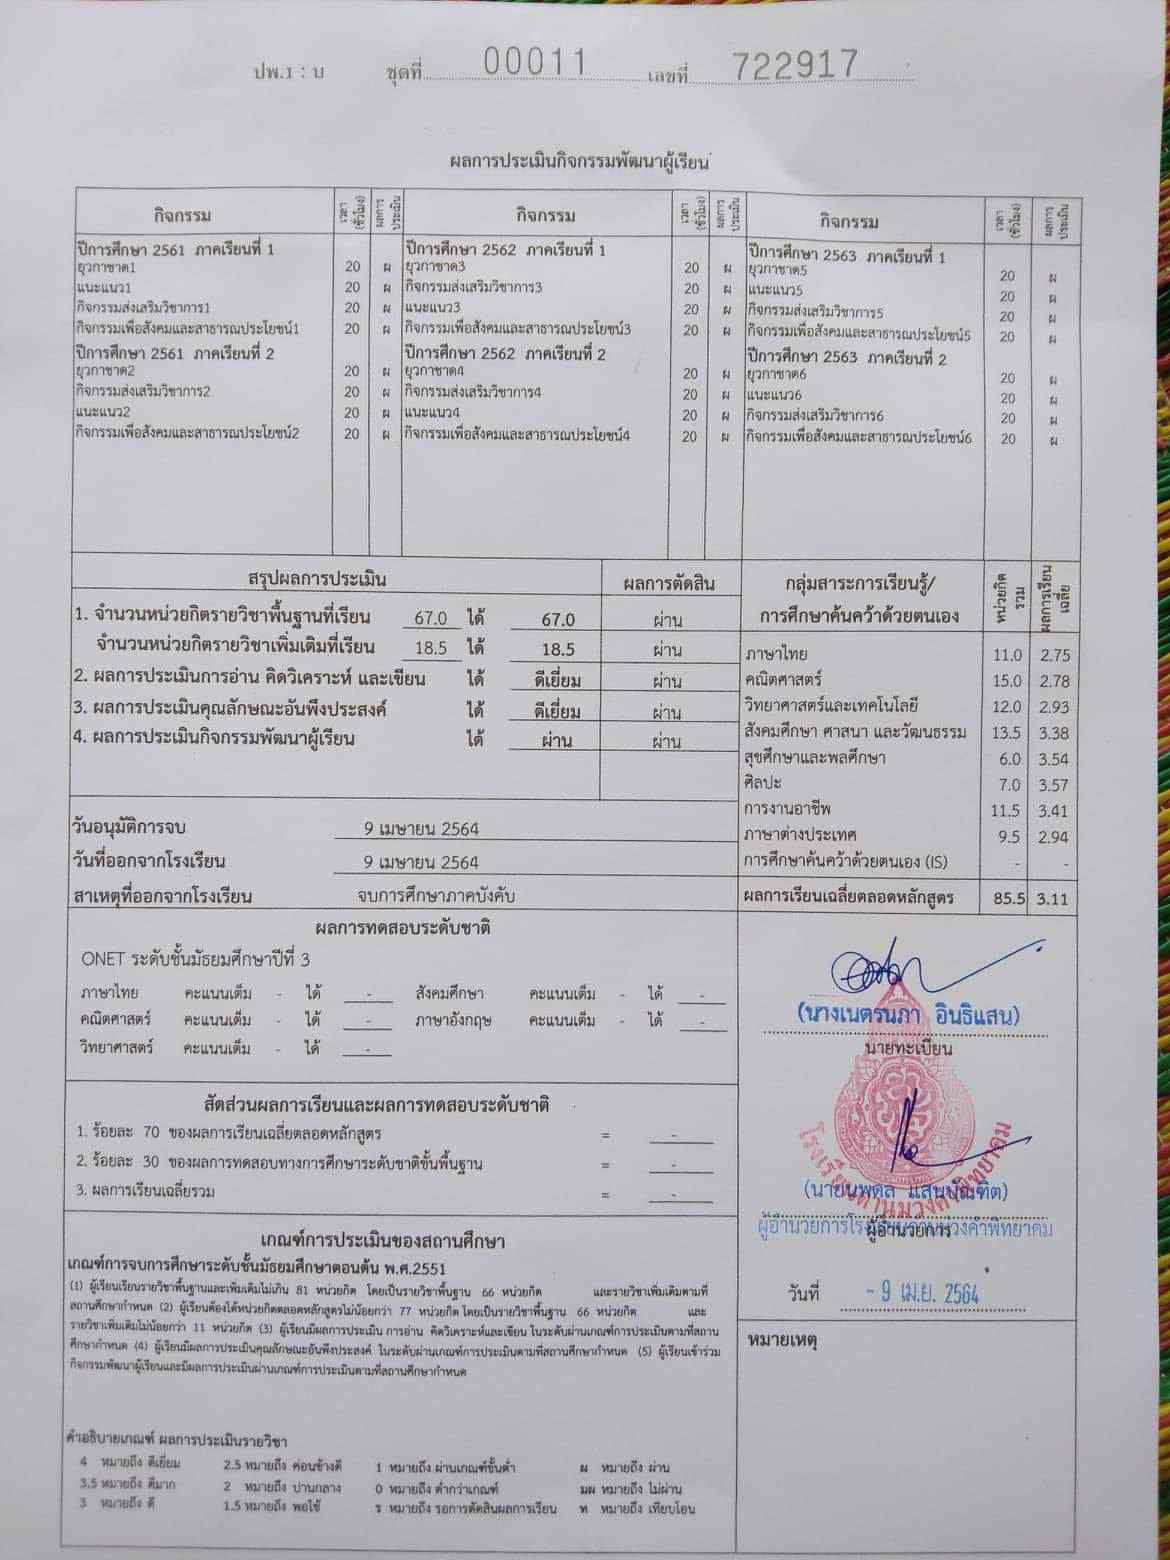 ปพ.1 : บ ชุดที่ 00011 เลขที่ 722917
ผลการประเมินกิจกรรมพัฒนาผู้เรียน
กิจกรรม เวลา (ชั่วโมง) ผลการประเมิน กิจกรรม เวลา (ชั่วโมง) ผลการประเมิน กิจกรรม เวลา (ชั่วโมง) ผลการประเมิน
ปีการศึกษา 2561 ภาคเรียนที่ 1 ปีการศึกษา 2562 ภาคเรียนที่ 1 ปีการศึกษา 2563 ภาคเรียนที่ 1
ยุวกาชาด1 20 ผ ยุวกาชาด3 20 ผ ยุวกาชาด5 20 ผ
แนะแนว1 20 ผ กิจกรรมส่งเสริมวิชาการ3 20 ผ แนะแนว5 20 ผ
กิจกรรมส่งเสริมวิชาการ1 20 ผ แนะแนว3 20 ผ กิจกรรมส่งเสริมวิชาการ5 20 ผ
กิจกรรมเพื่อสังคมและสาธารณประโยชน์1 20 ผ กิจกรรมเพื่อสังคมและสาธารณประโยชน์3 20 ผ กิจกรรมเพื่อสังคมและสาธารณประโยชน์5 20 ผ
ปีการศึกษา 2561 ภาคเรียนที่ 2 ปีการศึกษา 2562 ภาคเรียนที่ 2 ปีการศึกษา 2563 ภาคเรียนที่ 2
ยุวกาชาด2 20 ผ ยุวกาชาด4 20 ผ ยุวกาชาด6 20 ผ
กิจกรรมส่งเสริมวิชาการ2 20 ผ กิจกรรมส่งเสริมวิชาการ4 20 ผ แนะแนว6 20 ผ
แนะแนว2 20 ผ แนะแนว4 20 ผ กิจกรรมส่งเสริมวิชาการ6 20 ผ
กิจกรรมเพื่อสังคมและสาธารณประโยชน์2 20 ผ กิจกรรมเพื่อสังคมและสาธารณประโยชน์4 20 ผ กิจกรรมเพื่อสังคมและสาธารณประโยชน์6 20 ผ
สรุปผลการประเมิน ผลการตัดสิน
1. จำนวนหน่วยกิตรายวิชาพื้นฐานที่เรียน 67.0 ได้ 67.0 ผ่าน
จำนวนหน่วยกิตรายวิชาเพิ่มเติมที่เรียน 18.5 ได้ 18.5 ผ่าน
2. ผลการประเมินการอ่าน คิดวิเคราะห์ และเขียน ได้ ดีเยี่ยม ผ่าน
3. ผลการประเมินคุณลักษณะอันพึงประสงค์ ได้ ดีเยี่ยม ผ่าน
4. ผลการประเมินกิจกรรมพัฒนาผู้เรียน ได้ ผ่าน ผ่าน
วันอนุมัติการจบ 9 เมษายน 2564
วันที่ออกจากโรงเรียน 9 เมษายน 2564
สาเหตุที่ออกจากโรงเรียน จบการศึกษาภาคบังคับ
กลุ่มสาระการเรียนรู้/ หน่วยกิตรวม ผลการเรียนเฉลี่ย
การศึกษาค้นคว้าด้วยตนเอง
ภาษาไทย 11.0 2.75
คณิตศาสตร์ 15.0 2.78
วิทยาศาสตร์และเทคโนโลยี 12.0 2.93
สังคมศึกษา ศาสนา และวัฒนธรรม 13.5 3.38
สุขศึกษาและพลศึกษา 6.0 3.54
ศิลปะ 7.0 3.57
การงานอาชีพ 11.5 3.41
ภาษาต่างประเทศ 9.5 2.94
การศึกษาค้นคว้าด้วยตนเอง (IS) - -
ผลการเรียนเฉลี่ยตลอดหลักสูตร 85.5 3.11
ผลการทดสอบระดับชาติ
ONET ระดับชั้นมัธยมศึกษาปีที่ 3
ภาษาไทย คะแนนเต็ม - ได้ - สังคมศึกษา คะแนนเต็ม - ได้ -
คณิตศาสตร์ คะแนนเต็ม - ได้ - ภาษาอังกฤษ คะแนนเต็ม - ได้ -
วิทยาศาสตร์ คะแนนเต็ม - ได้ -
สัดส่วนผลการเรียนและผลการทดสอบระดับชาติ
1. ร้อยละ 70 ของผลการเรียนเฉลี่ยตลอดหลักสูตร = -
2. ร้อยละ 30 ของผลการทดสอบทางการศึกษาระดับชาติขั้นพื้นฐาน = -
3. ผลการเรียนเฉลี่ยรวม = -
(นางเนตรนภา อินธิแสน)
นายทะเบียน
(นายนพดล แสนบัณฑิต)
ผู้อำนวยการ
วันที่ - 9 เม.ย. 2564
หมายเหตุ
เกณฑ์การประเมินของสถานศึกษา
เกณฑ์การจบการศึกษาระดับชั้นมัธยมศึกษาตอนต้น พ.ศ.2551
(1) ผู้เรียนเรียนรายวิชาพื้นฐานและเพิ่มเติมไม่เกิน 81 หน่วยกิต โดยเป็นรายวิชาพื้นฐาน 66 หน่วยกิต และรายวิชาเพิ่มเติมตามที่
สถานศึกษากำหนด (2) ผู้เรียนต้องได้หน่วยกิตตลอดหลักสูตรไม่น้อยกว่า 77 หน่วยกิต โดยเป็นรายวิชาพื้นฐาน 66 หน่วยกิต และ
รายวิชาเพิ่มเติมไม่น้อยกว่า 11 หน่วยกิต (3) ผู้เรียนมีผลการประเมิน การอ่าน คิดวิเคราะห์และเขียน ในระดับผ่านเกณฑ์การประเมินตามที่สถาน
ศึกษากำหนด (4) ผู้เรียนมีผลการประเมินคุณลักษณะอันพึงประสงค์ ในระดับผ่านเกณฑ์การประเมินตามที่สถานศึกษากำหนด (5) ผู้เรียนเข้าร่วม
กิจกรรมพัฒนาผู้เรียนและมีผลการประเมินผ่านเกณฑ์การประเมินตามที่สถานศึกษากำหนด
คำอธิบายเกณฑ์ ผลการประเมินรายวิชา
4 หมายถึง ดีเยี่ยม 2.5 หมายถึง ค่อนข้างดี 1 หมายถึง ผ่านเกณฑ์ขั้นต่ำ ผ หมายถึง ผ่าน
3.5 หมายถึง ดีมาก 2 หมายถึง ปานกลาง 0 หมายถึง ต่ำกว่าเกณฑ์ มผ หมายถึง ไม่ผ่าน
3 หมายถึง ดี 1.5 หมายถึง พอใช้ ร หมายถึง รอการตัดสินผลการเรียน ท หมายถึง เทียบโอน